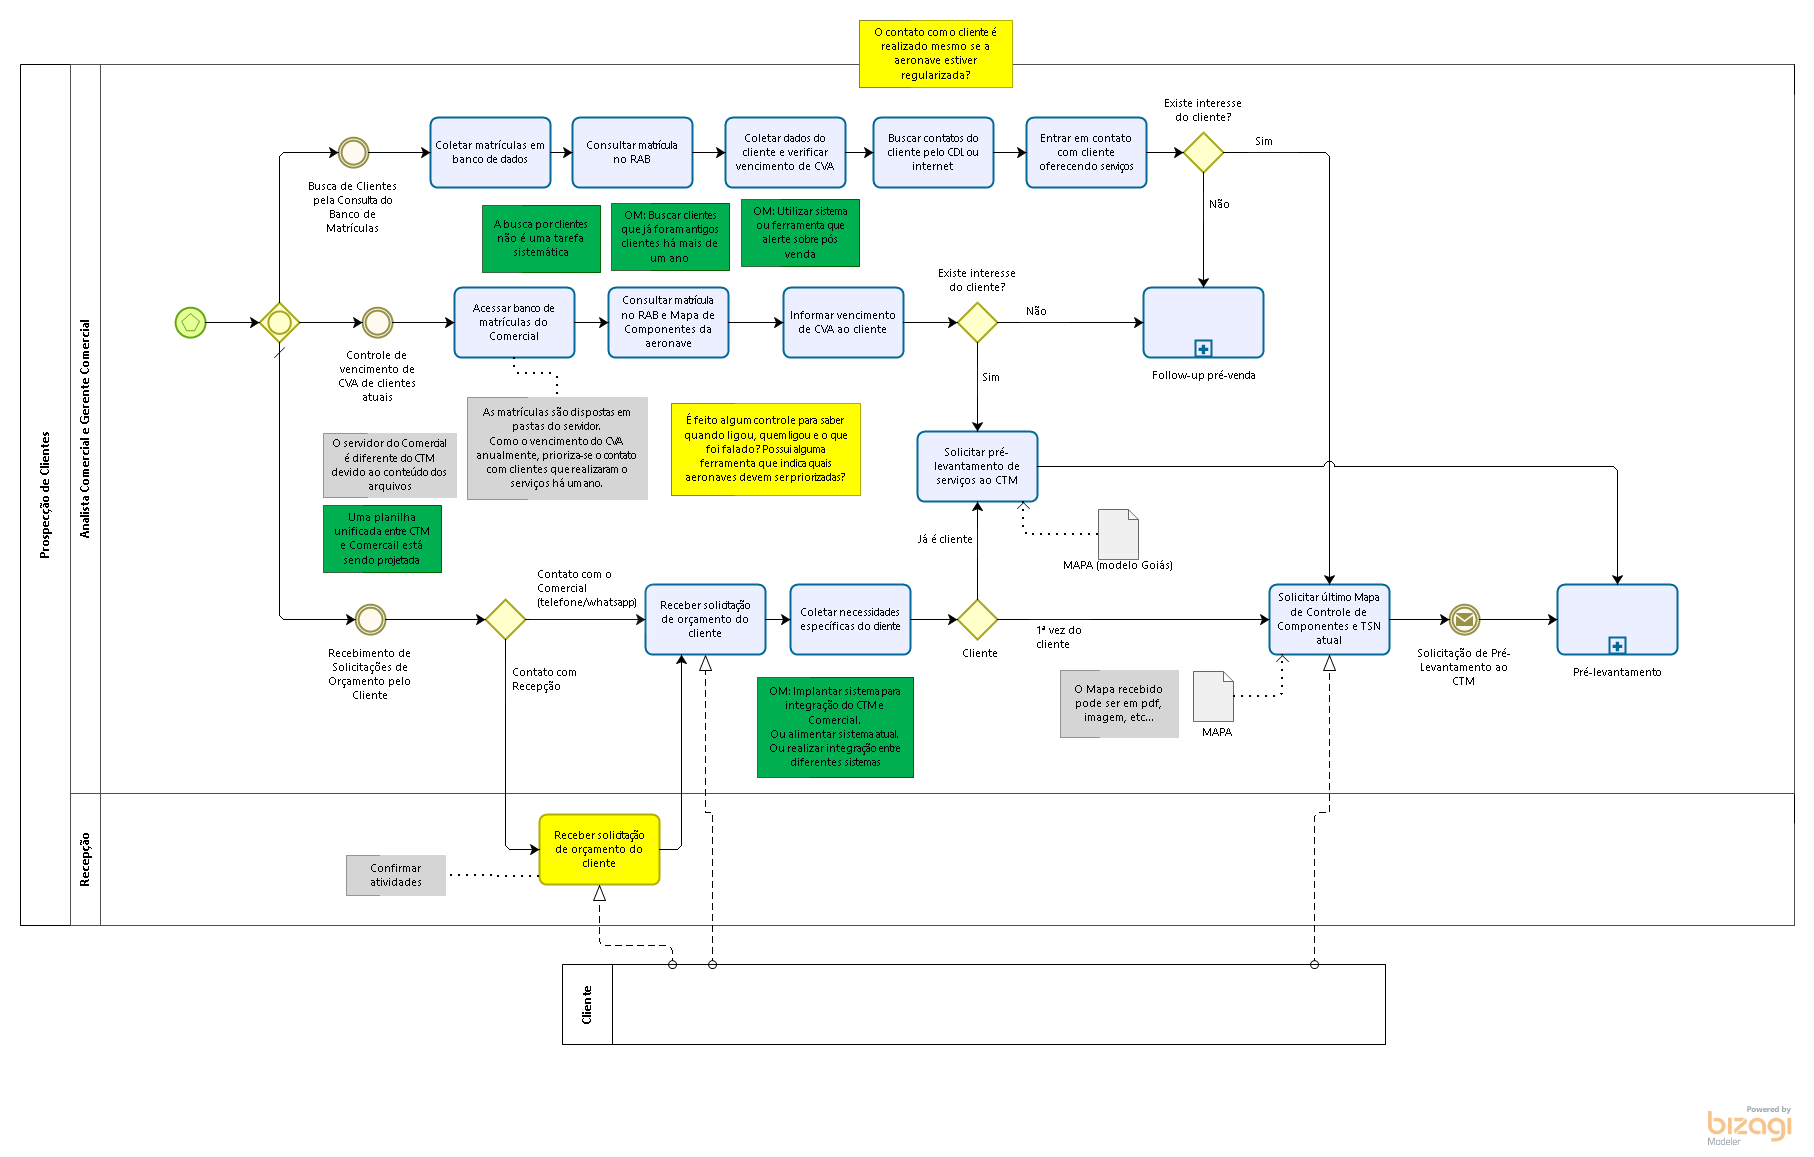 O contato com o cliente é
realizado mesmo se a
aeronave estiver
regularizada?
Prospecção de Clientes
Analista Comercial e Gerente Comercial
Busca de Clientes
pela Consulta do
Banco de
Matrículas
Coletar matrículas em
banco de dados
Consultar matrícula
no RAB
Coletar dados do
cliente e verificar
vencimento de CVA
Buscar contatos do
cliente pelo CDL ou
internet
Entrar em contato
com cliente
oferecendo serviços
Existe interesse
do cliente?
Sim
Não
A busca por clientes
não é uma tarefa
sistemática
OM: Buscar clientes
que já foram antigos
clientes há mais de
um ano
OM: Utilizar sistema
ou ferramenta que
alerte sobre pós
venda
Controle de
vencimento de
CVA de clientes
atuais
Acessar banco de
matrículas do
Comercial
Consultar matrícula
no RAB e Mapa de
Componentes da
aeronave
Informar vencimento
de CVA ao cliente
Existe interesse
do cliente?
Não
Sim
Follow-up pré-venda
O servidor do Comercial
é diferente do CTM
devido ao conteúdo dos
arquivos
As matrículas são dispostas em
pastas do servidor.
Como o vencimento do CVA
anualmente, prioriza-se o contato
com clientes que realizaram o
serviços há um ano.
É feito algum controle para saber
quando ligou, quem ligou e o que
foi falado? Possui alguma
ferramenta que indica quais
aeronaves devem ser priorizadas?
Solicitar pré-
levantamento de
serviços ao CTM
Uma planilha
unificada entre CTM
e Comercail está
sendo projetada
Já é cliente
MAPA (modelo Goiás)
Recebimento de
Solicitações de
Orçamento pelo
Cliente
Contato com o
Comercial
(telefone/whatsapp)
Contato com
Recepção
Receber solicitação
de orçamento do
cliente
Coletar necessidades
específicas do cliente
Cliente
1ª vez do
cliente
Solicitar último Mapa
de Controle de
Componentes e TSN
atual
Solicitação de Pré-
Levantamento ao
CTM
Pré-levantamento
OM: Implantar sistema para
integração do CTM e
Comercial.
Ou alimentar sistema atual.
Ou realizar integração entre
diferentes sistemas
O Mapa recebido
pode ser em pdf,
imagem, etc...
MAPA
Recepção
Receber solicitação
de orçamento do
cliente
Confirmar
atividades
Cliente
Powered by
bizagi
Modeler